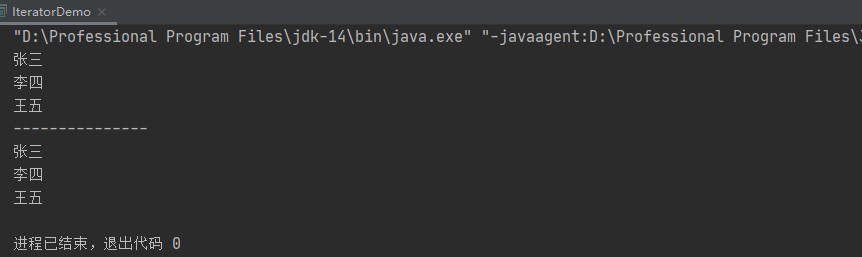 IteratorDemo ×
"D:\Professional Program Files\jdk-14\bin\java.exe" "-javaagent:D:\Professional Program Files\
张三
李四
王五
---------------
张三
李四
王五
进程已结束，退出代码 0